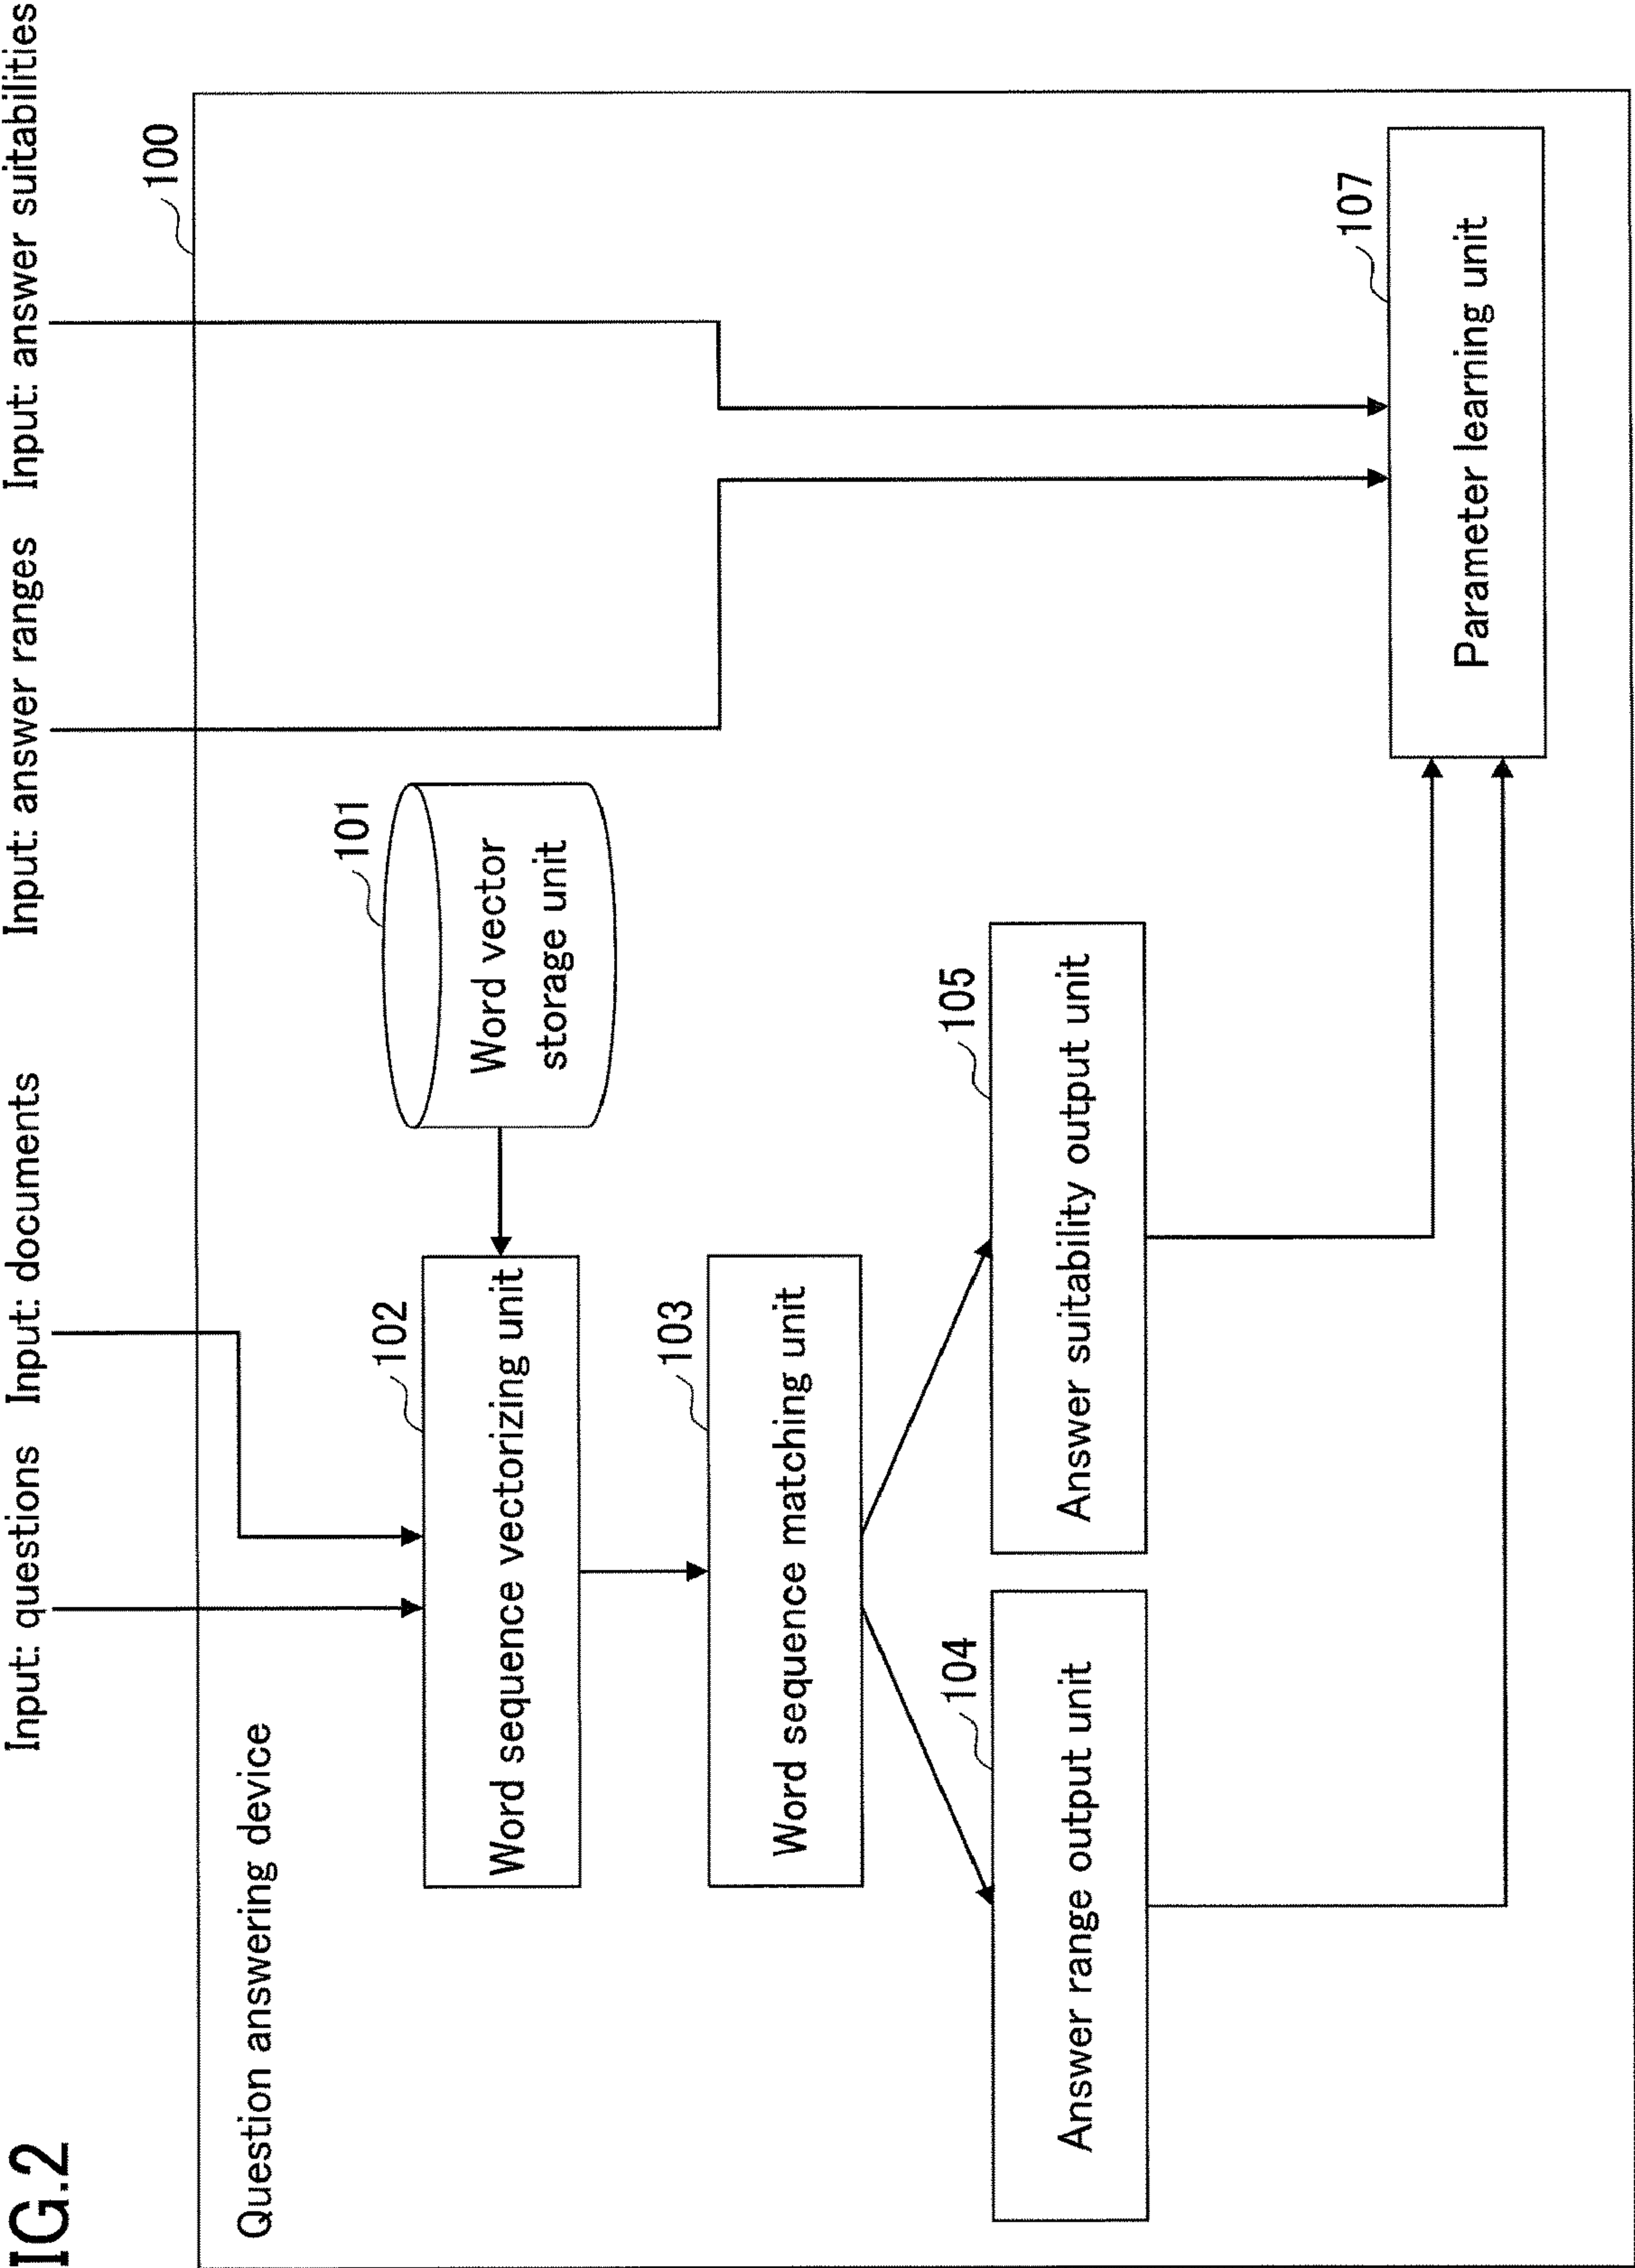 IG.2
Input: questions
Input: documents
Input: answer ranges
Input: answer suitabilities
100
Question answering device
101
Word vector
storage unit
102
Word sequence vectorizing unit
103
Word sequence matching unit
104
Answer range output unit
105
Answer suitability output unit
107
Parameter learning unit